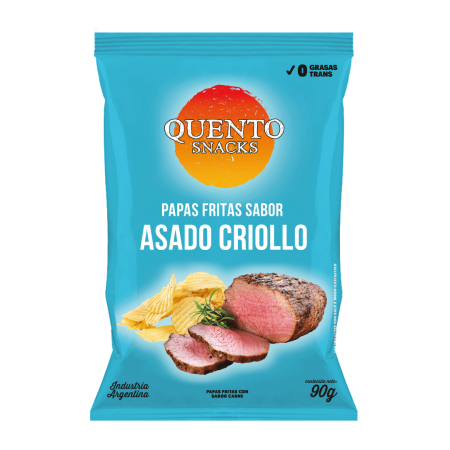 ✓0 GRASAS
TRANS
QUENTO
SNACKS
PAPAS FRITAS SABOR
ASADO CRIOLLO
Industria
Argentina
PAPAS FRITAS CON
SABOR CARNE
contenido neto:
90g